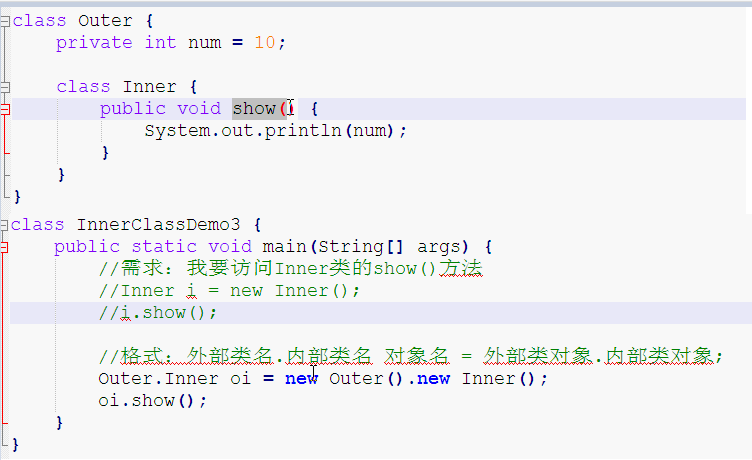 class Outer {
    private int num = 10;
    class Inner {
        public void show() {
            System.out.println(num);
        }
    }
}
class InnerClassDemo3 {
    public static void main(String[] args) {
        //需求：我要访问Inner类的show()方法
        //Inner i = new Inner();
        //i.show();
        //格式：外部类名.内部类名 对象名 = 外部类对象.内部类对象;
        Outer.Inner oi = new Outer().new Inner();
        oi.show();
    }
}